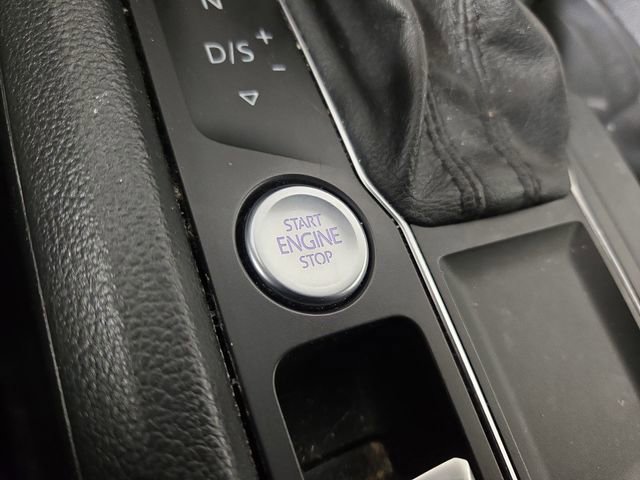 N
D/S +
−
START
ENGINE
STOP